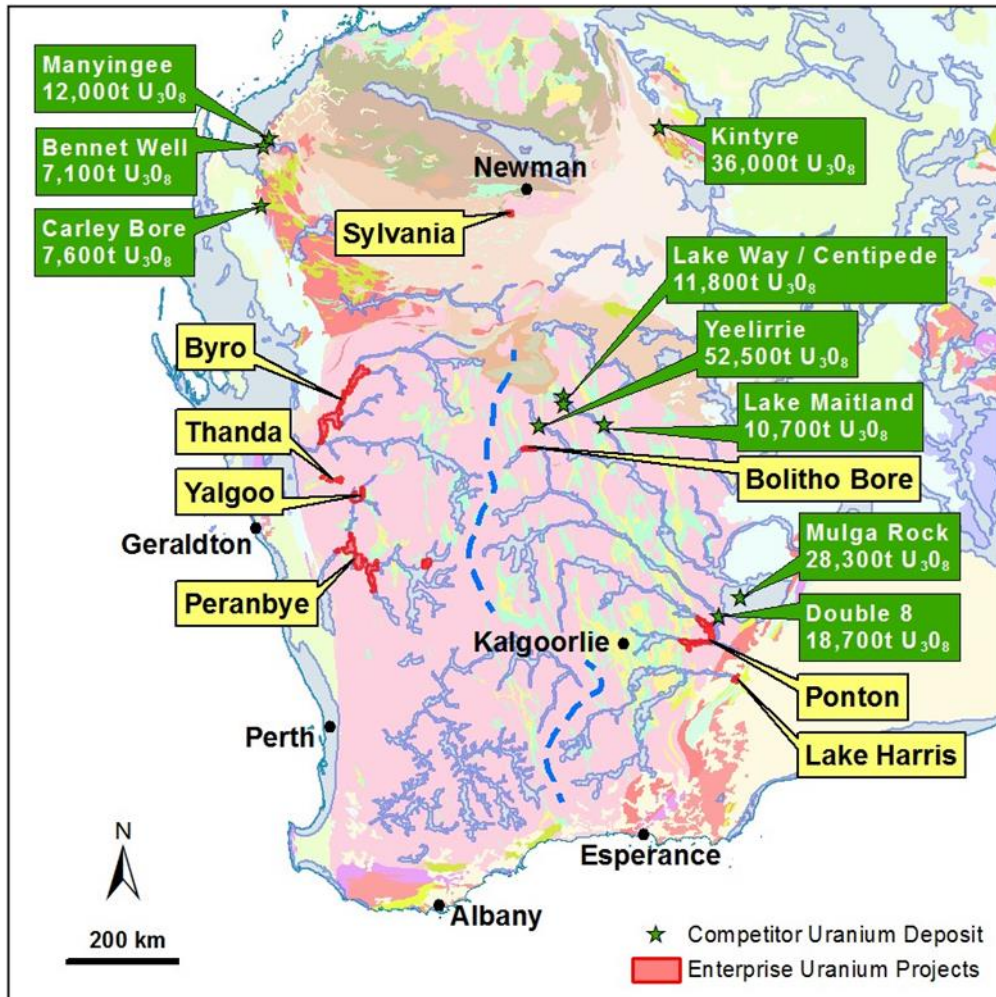 Manyingee
12,000t U₃0₈
Bennet Well
7,100t U₃0₈
Carley Bore
7,600t U₃0₈
Newman
Sylvania
Kintyre
36,000t U₃0₈
Lake Way / Centipede
11,800t U₃0₈
Yeelirrie
52,500t U₃0₈
Lake Maitland
10,700t U₃0₈
Byro
Thanda
Yalgoo
Geraldton
Peranbye
Bolitho Bore
Mulga Rock
28,300t U₃0₈
Double 8
18,700t U₃0₈
Kalgoorlie
Ponton
Perth
Lake Harris
Esperance
Albany
N
200 km
Competitor Uranium Deposit
Enterprise Uranium Projects